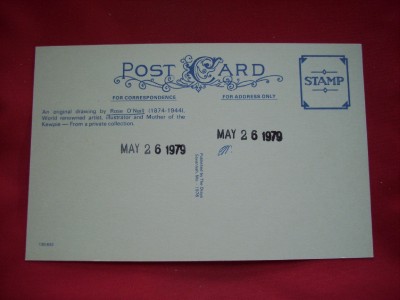 POST CARD
FOR CORRESPONDENCE
FOR ADDRESS ONLY
STAMP
An original drawing by Rose O'Neill (1874-1944),
World renowned artist, illustrator and Mother of the
Kewpie — From a private collection.
MAY 26 1979
MAY 26 1979